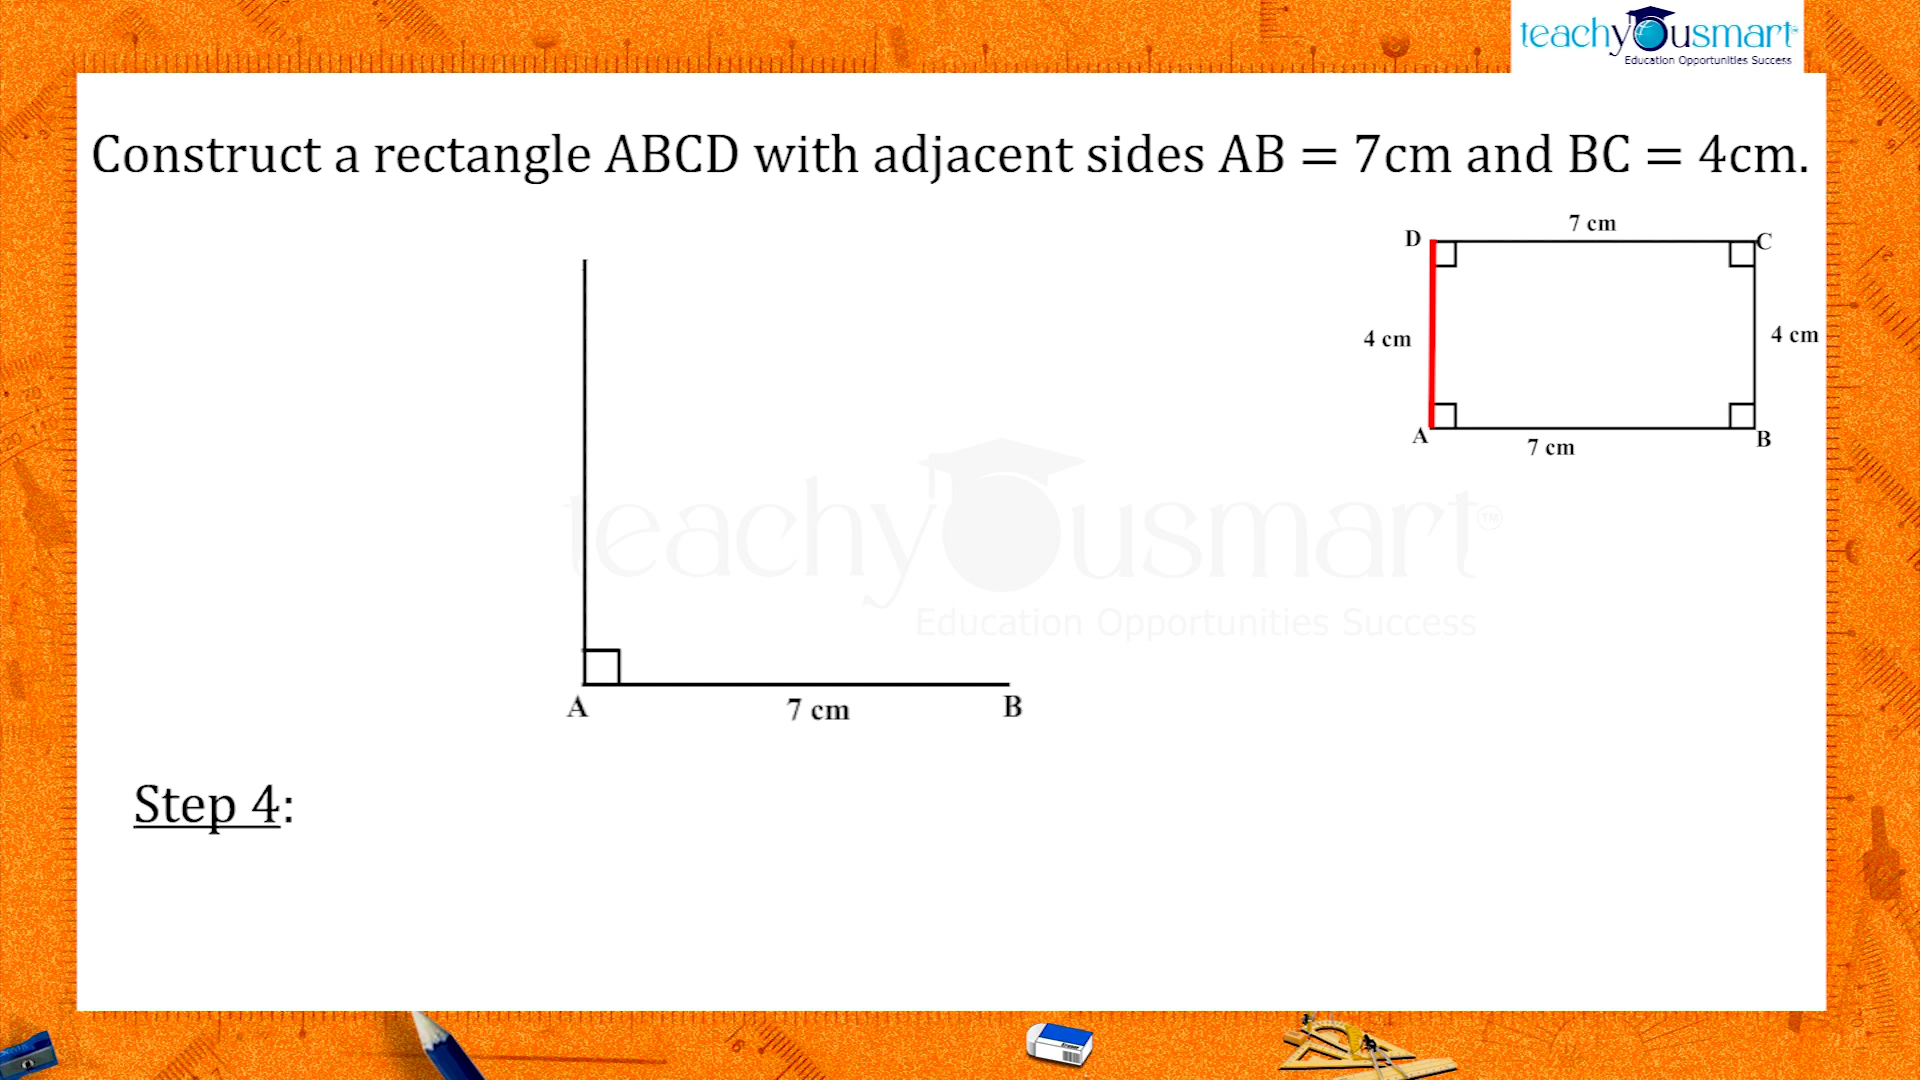 teachyousmart
Education Opportunities Success
Construct a rectangle ABCD with adjacent sides AB = 7cm and BC = 4cm.
7 cm
D
C
4 cm
4 cm
A
B
7 cm
teachyousmart™
Education Opportunities Success
A
7 cm
B
Step 4: